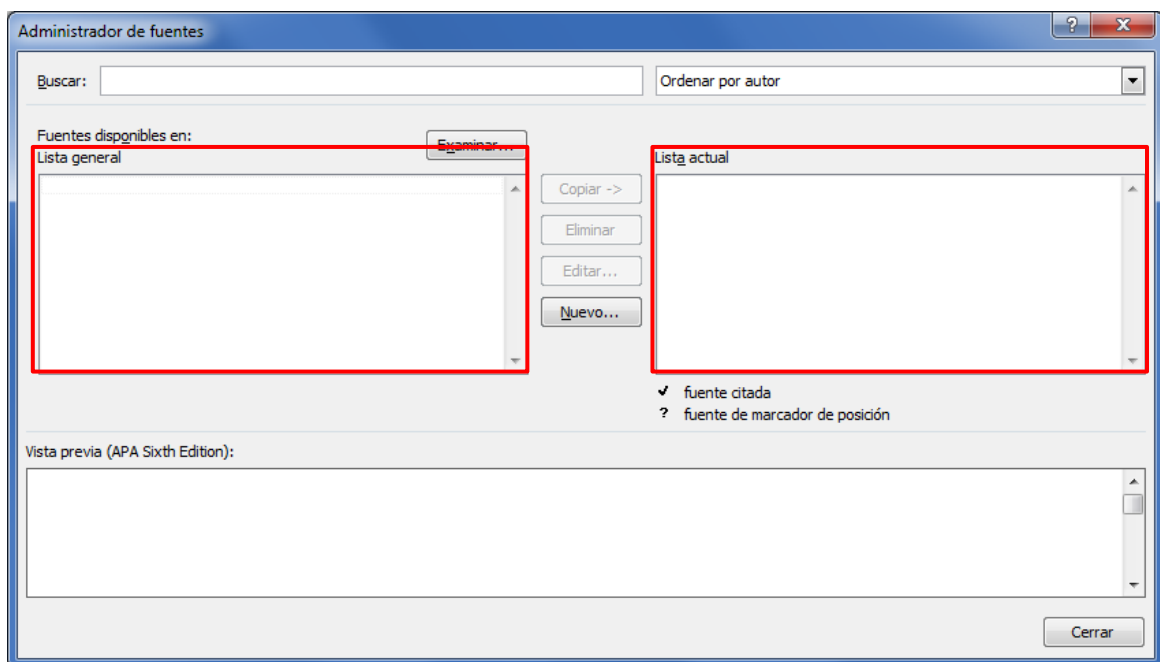 Administrador de fuentes
Buscar:
Ordenar por autor
Fuentes disponibles en:
Examinar...
Lista general
Lista actual
Copiar ->
Eliminar
Editar...
Nuevo...
✔ fuente citada
? fuente de marcador de posición
Vista previa (APA Sixth Edition):
Cerrar